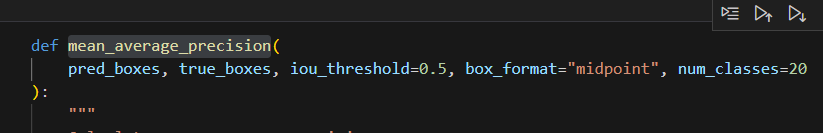 def mean_average_precision(
    pred_boxes, true_boxes, iou_threshold=0.5, box_format="midpoint", num_classes=20
):
    """